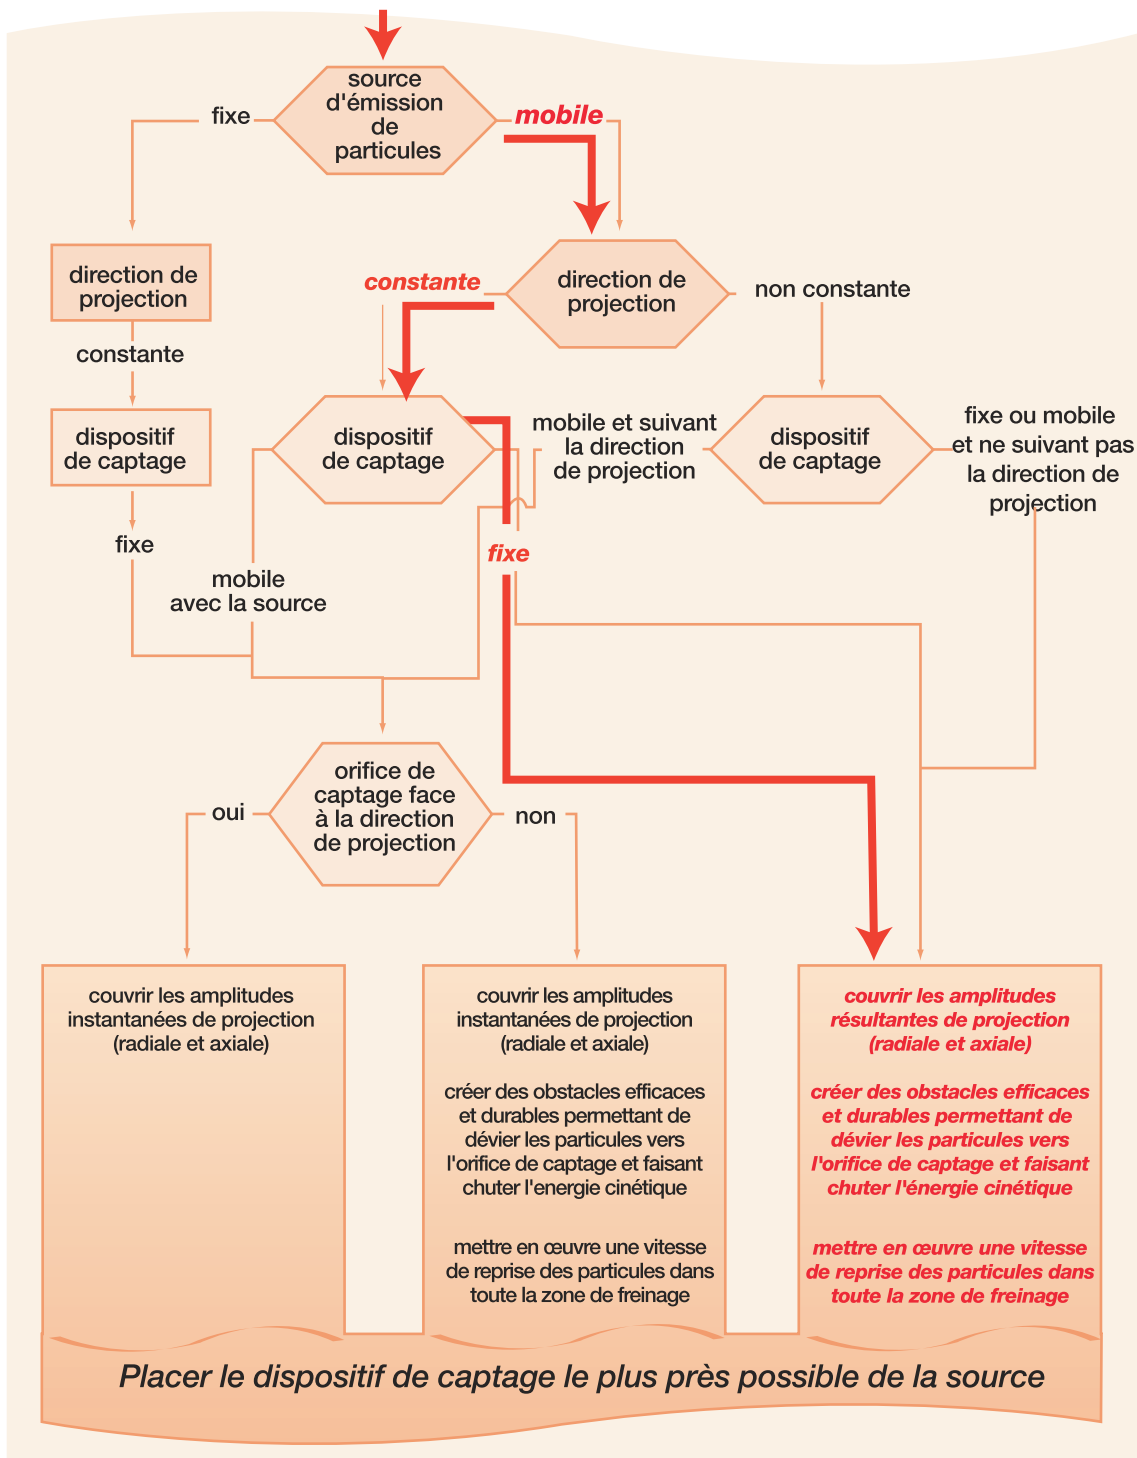 source
d'émission
de
particules
fixe
mobile
direction de
projection
constante
dispositif
de captage
fixe
direction de
projection
constante
non constante
dispositif
de captage
mobile
avec la source
fixe
mobile et suivant
la direction
de projection
dispositif
de captage
fixe ou mobile
et ne suivant pas
la direction de
projection
orifice de
captage face
à la direction
de projection
oui
non
couvrir les amplitudes
instantanées de projection
(radiale et axiale)
couvrir les amplitudes
instantanées de projection
(radiale et axiale)
créer des obstacles efficaces
et durables permettant de
dévier les particules vers
l'orifice de captage et faisant
chuter l'energie cinétique
mettre en œuvre une vitesse
de reprise des particules dans
toute la zone de freinage
couvrir les amplitudes
résultantes de projection
(radiale et axiale)
créer des obstacles efficaces
et durables permettant de
dévier les particules vers
l'orifice de captage et faisant
chuter l'énergie cinétique
mettre en œuvre une vitesse
de reprise des particules dans
toute la zone de freinage
Placer le dispositif de captage le plus près possible de la source